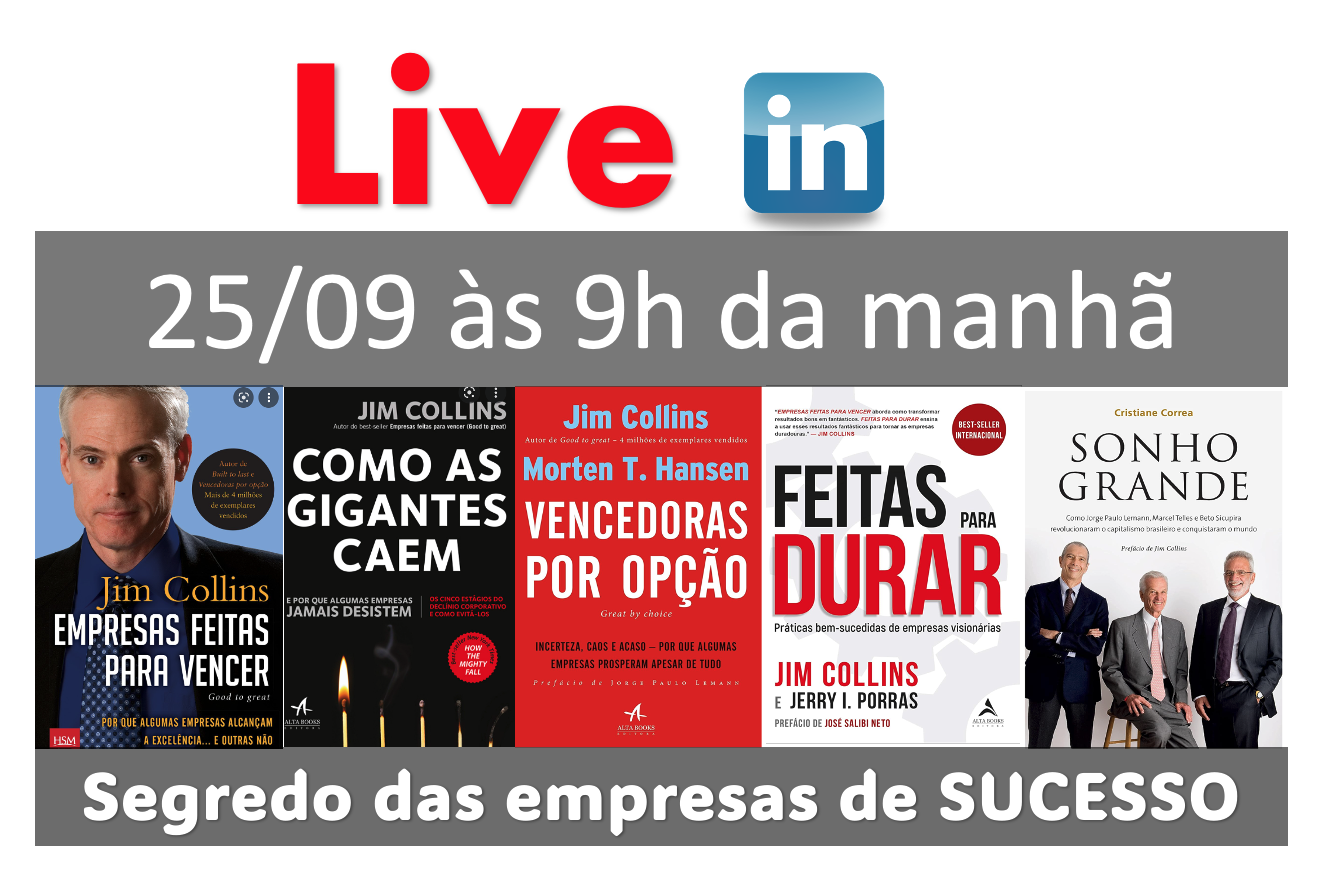 Live in
25/09 às 9h da manhã
Autor de
Built to last e
Vencedoras por opção
Mais de 4 milhões
de exemplares
vendidos
Jim Collins
EMPRESAS FEITAS
PARA VENCER
Good to great
POR QUE ALGUMAS EMPRESAS ALCANÇAM
A EXCELÊNCIA... E OUTRAS NÃO
HSM
JIM COLLINS
Autor do best-seller Empresas feitas para vencer (Good to great)
COMO AS
GIGANTES
CAEM
E POR QUE ALGUMAS EMPRESAS
JAMAIS DESISTEM
OS CINCO ESTÁGIOS DO
DECLÍNIO CORPORATIVO
E COMO EVITÁ-LOS
HOW
THE
MIGHTY
FALL
ALTA BOOKS
EDITORA
Jim Collins
Autor de Good to great – 4 milhões de exemplares vendidos
Morten T. Hansen
VENCEDORAS
POR OPÇÃO
Great by choice
INCERTEZA, CAOS E ACASO – POR QUE ALGUMAS
EMPRESAS PROSPERAM APESAR DE TUDO
Prefácio de JORGE PAULO LEMANN
ALTA BOOKS
EDITORA
"EMPRESAS FEITAS PARA VENCER aborda como transformar
resultados bons em fantásticos. FEITAS PARA DURAR ensina
a usar esses resultados fantásticos para tornar as empresas
duradouras." — JIM COLLINS
BEST-SELLER
INTERNACIONAL
FEITAS PARA
DURAR
Práticas bem-sucedidas de empresas visionárias
JIM COLLINS
E JERRY I. PORRAS
PREFÁCIO DE JOSÉ SALIBI NETO
ALTA BOOKS
EDITORA
Cristiane Correa
SONHO
GRANDE
Como Jorge Paulo Lemann, Marcel Telles e Beto Sicupira
revolucionaram o capitalismo brasileiro e conquistaram o mundo
Prefácio de Jim Collins
Segredo das empresas de SUCESSO